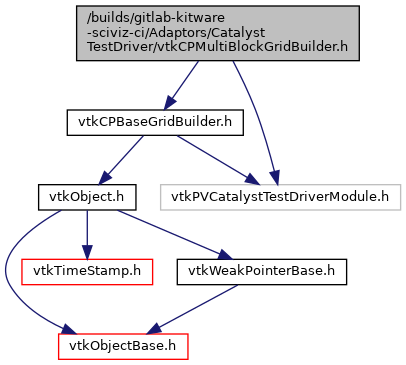 /builds/gitlab-kitware
-sciviz-ci/Adaptors/Catalyst
TestDriver/vtkCPMultiBlockGridBuilder.h
vtkCPBaseGridBuilder.h
vtkObject.h
vtkPVCatalystTestDriverModule.h
vtkTimeStamp.h
vtkWeakPointerBase.h
vtkObjectBase.h